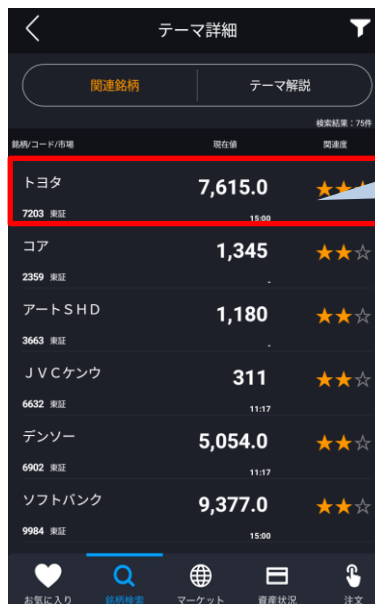 テーマ詳細
関連銘柄 テーマ解説
検索結果：75件
銘柄/コード/市場 現在値 関連度
トヨタ 7,615.0 ★★★
7203 東証 15:00
コア 1,345 ★★☆
2359 東証 -
アートＳＨＤ 1,180 ★★☆
3663 東証 -
ＪＶＣケンウ 311 ★★☆
6632 東証 11:17
デンソー 5,054.0 ★★☆
6902 東証 11:17
ソフトバンク 9,377.0 ★★☆
9984 東証 15:00
お気に入り 銘柄検索 マーケット 資産状況 注文